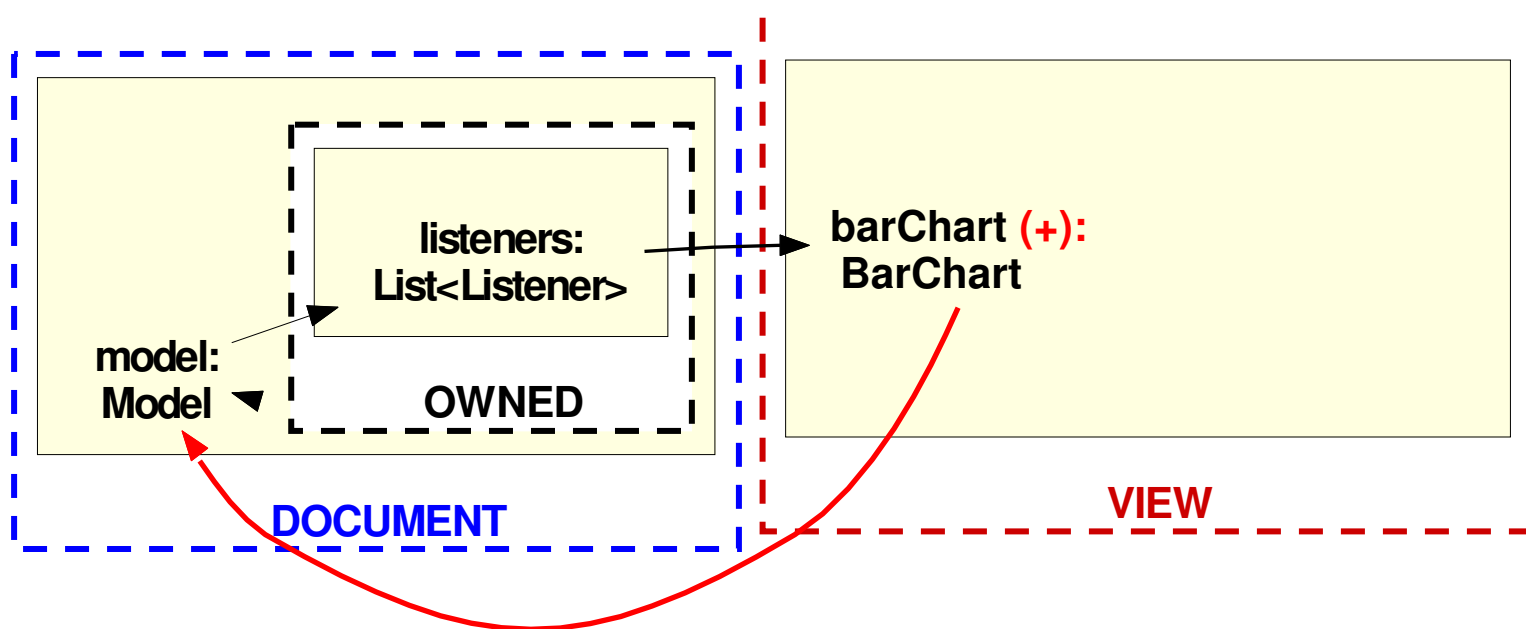 listeners:
List<Listener>
model:
Model
OWNED
DOCUMENT
barChart (+):
BarChart
VIEW